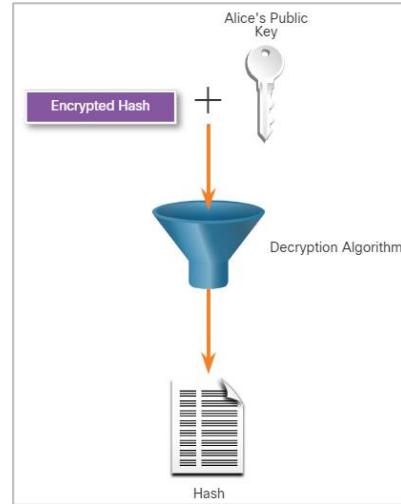 Alice's Public
Key
Encrypted Hash
+
Decryption Algorithm
Hash